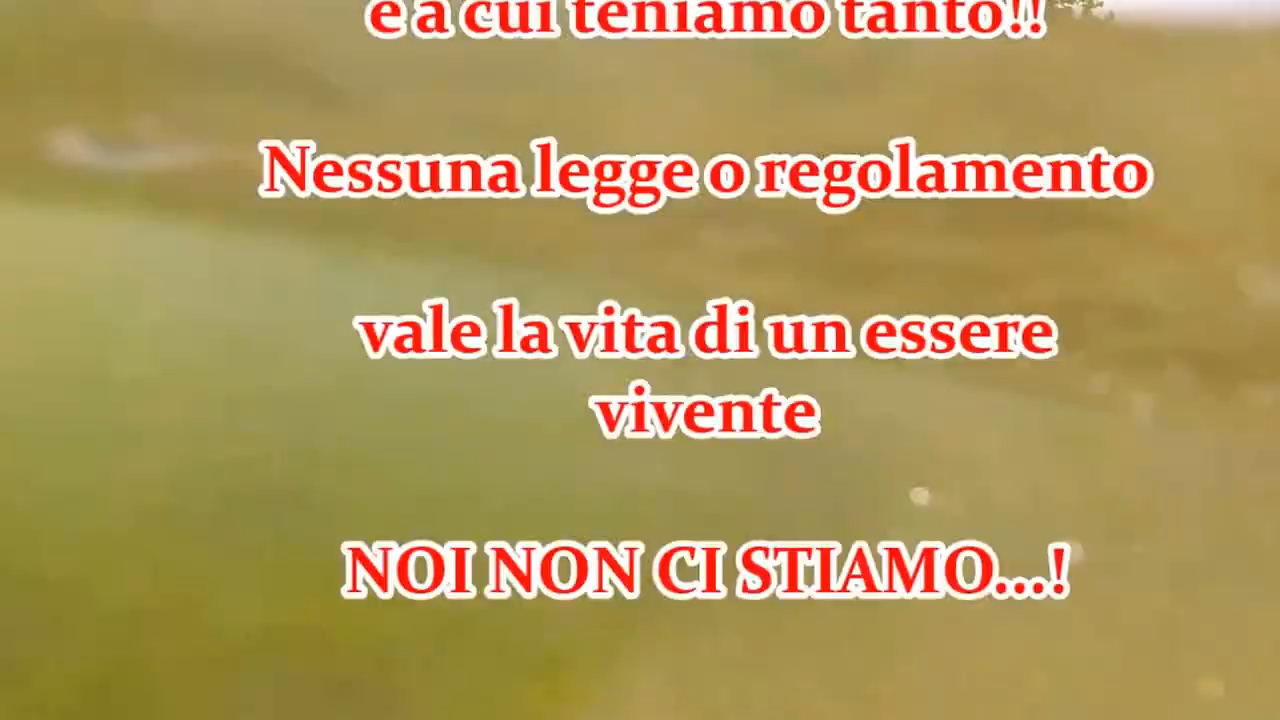 e a cui teniamo tanto!!
Nessuna legge o regolamento
vale la vita di un essere
vivente
NOI NON CI STIAMO...!